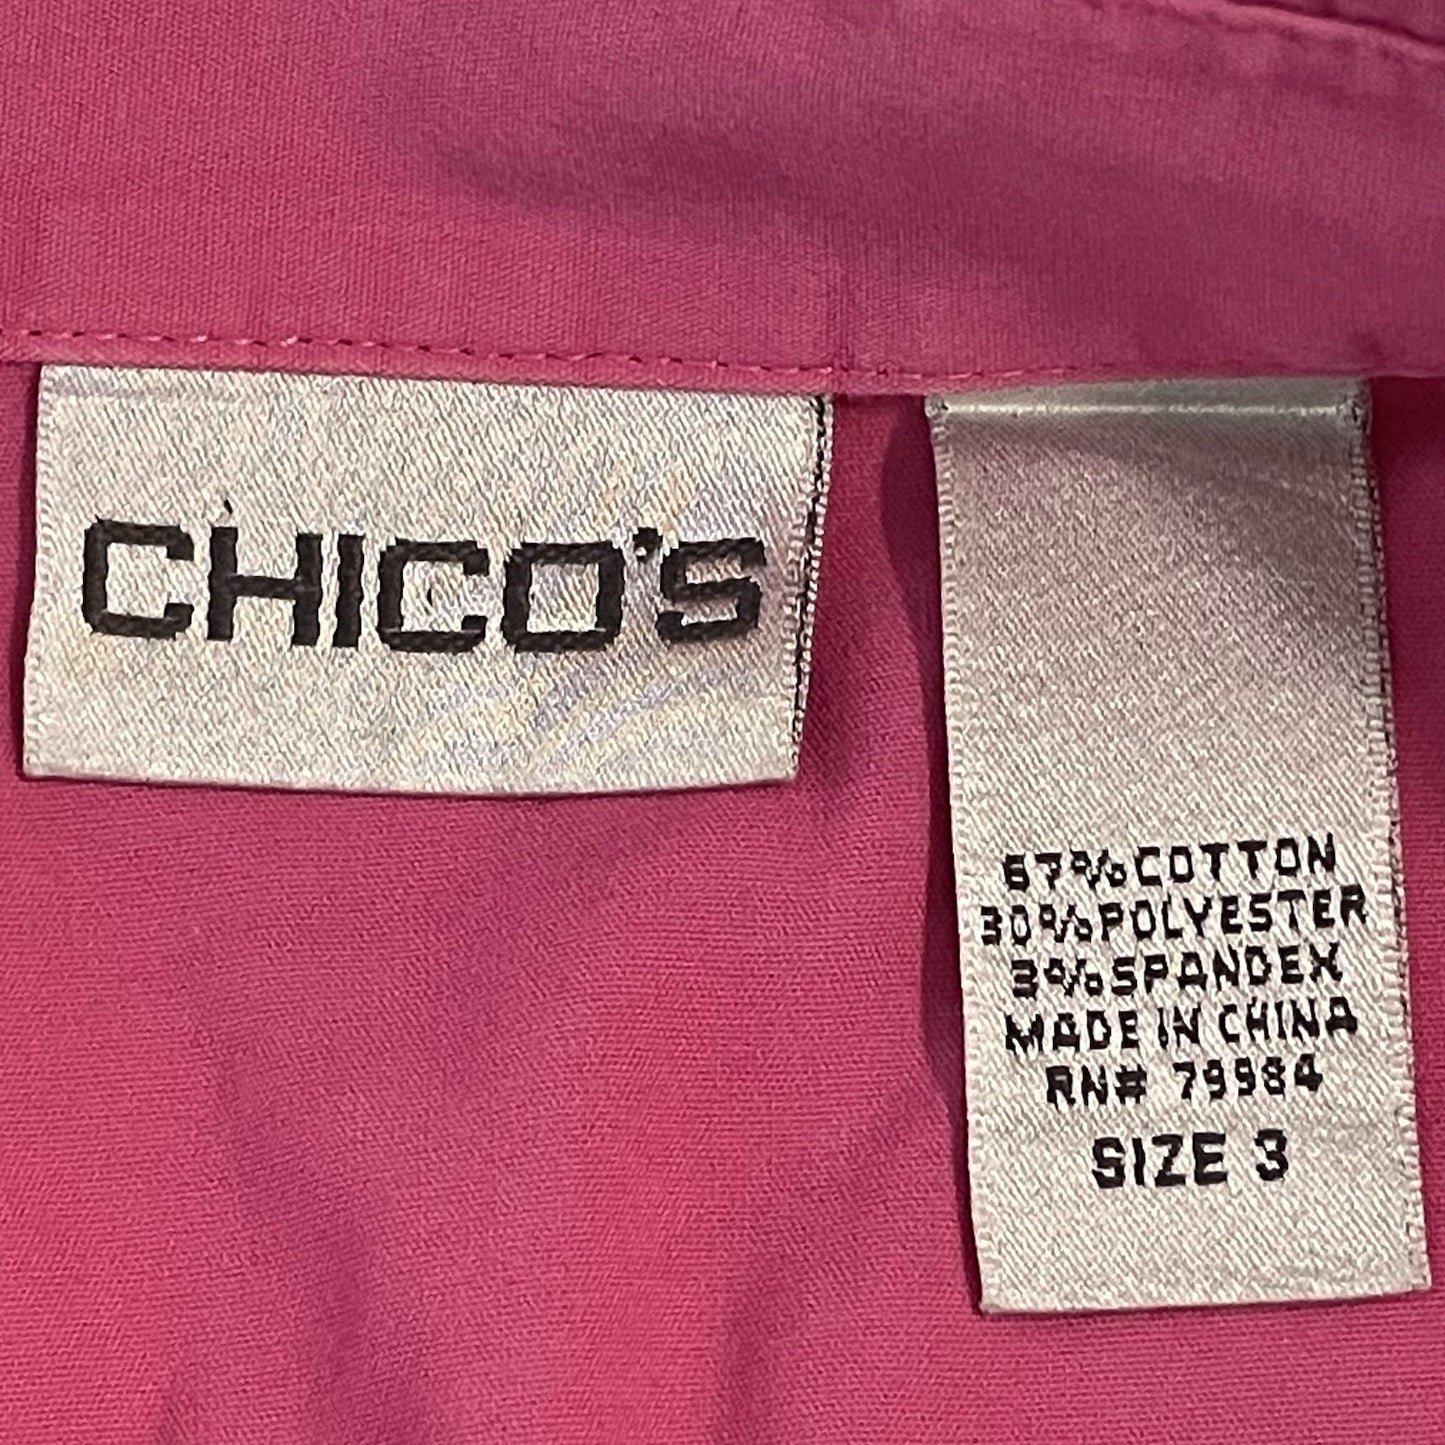 CHICO'S
67% COTTON
30% POLYESTER
3% SPANDEX
MADE IN CHINA
RN# 79984
SIZE 3